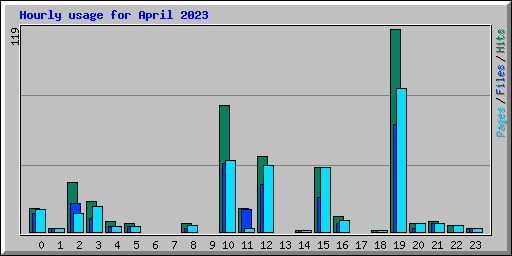 Hourly usage for April 2023
119
Pages/Files/Hits
0 1 2 3 4 5 6 7 8 9 10 11 12 13 14 15 16 17 18 19 20 21 22 23